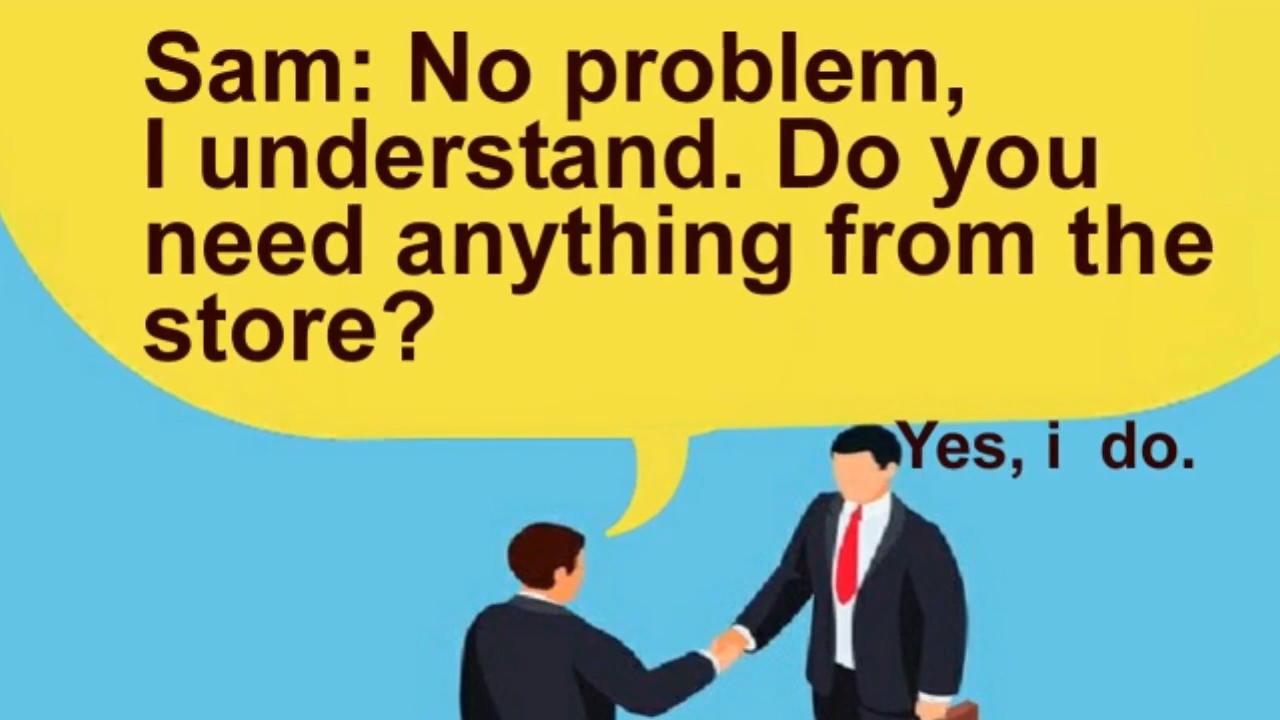 Sam: No problem,
I understand. Do you
need anything from the
store?
Yes, i do.